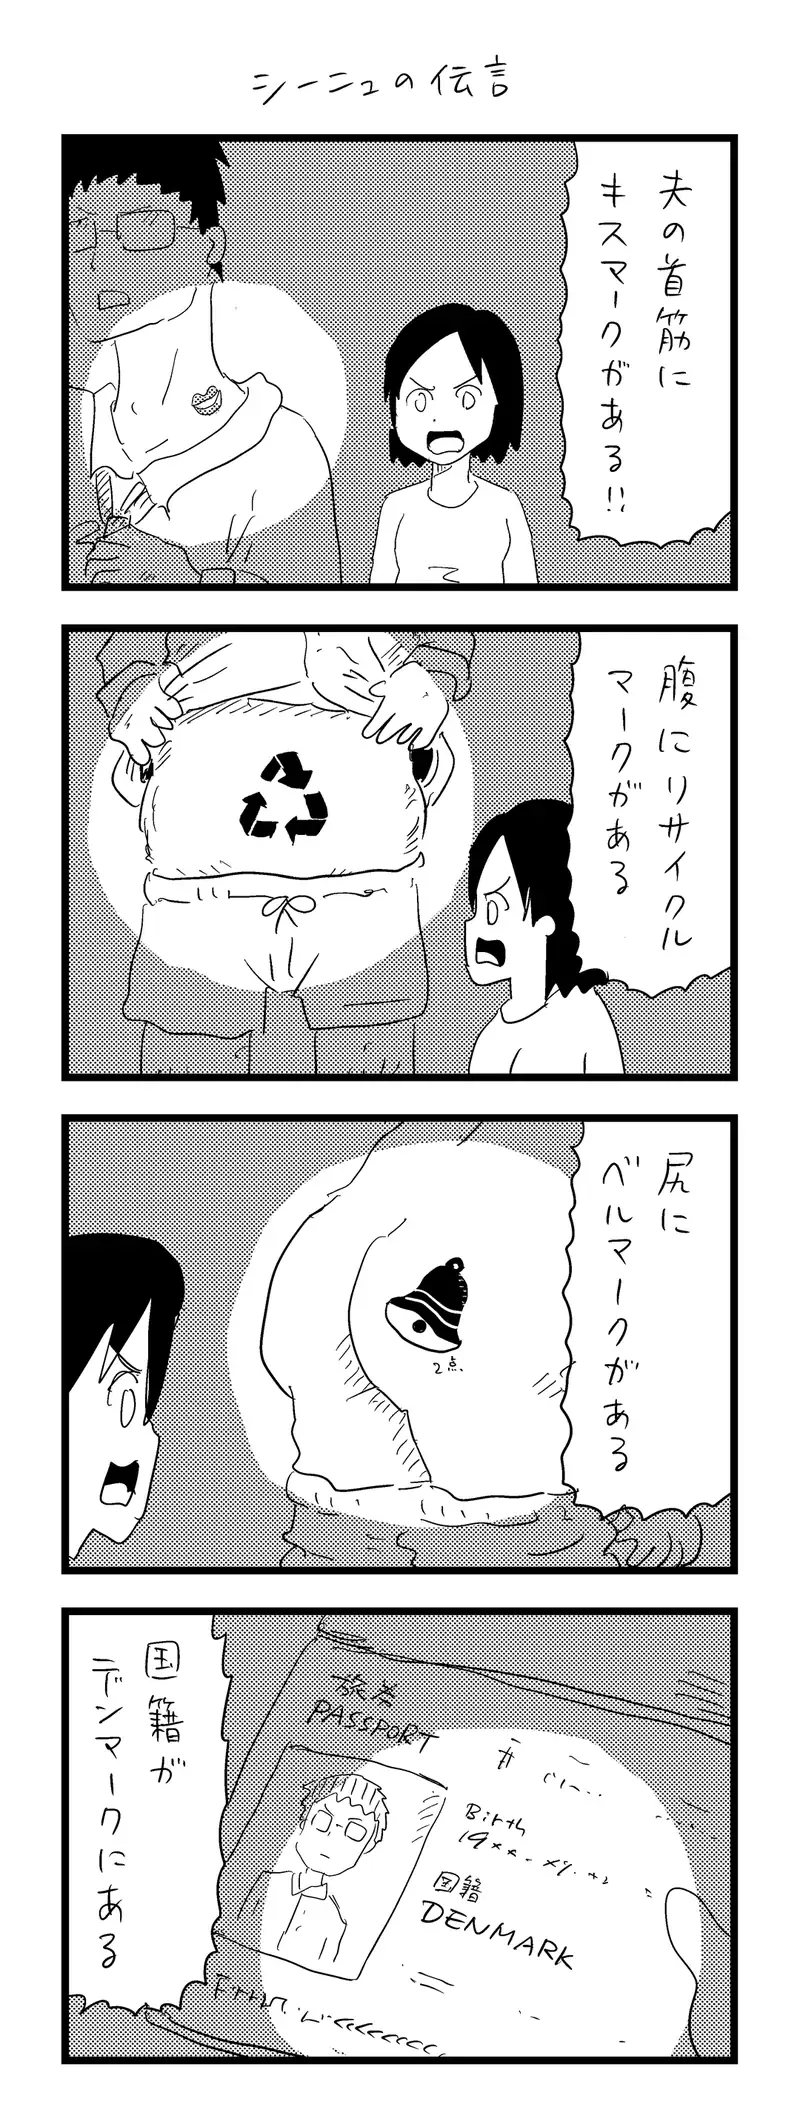 シーーニュの伝言
夫の首筋に
キスマークがある!!
腹にリサイクル
マークがある
尻に
ベルマークがある
2点
国籍が
デンマークにある
旅券
PASSPORT
Birth
国籍
DENMARK